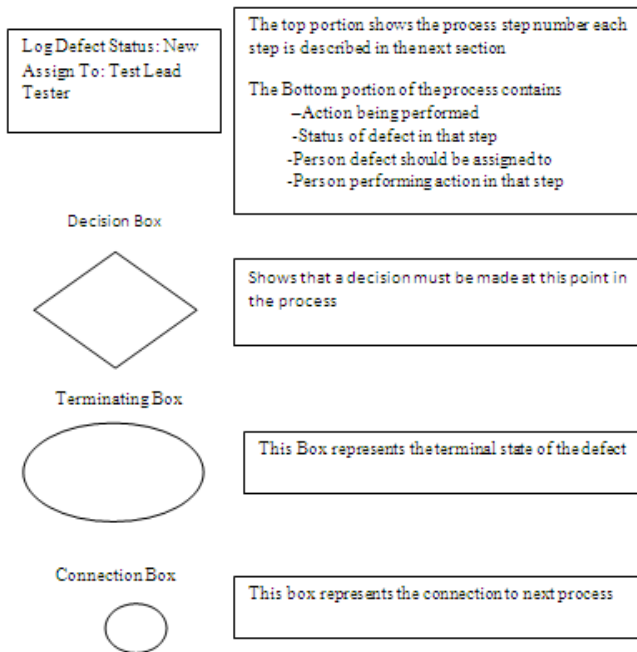 Log Defect Status: New
Assign To: Test Lead
Tester
The top portion shows the process step number each
step is described in the next section
The Bottom portion of the process contains
–Action being performed
-Status of defect in that step
-Person defect should be assigned to
-Person performing action in that step
Decision Box
Shows that a decision must be made at this point in
the process
Terminating Box
This Box represents the terminal state of the defect
Connection Box
This box represents the connection to next process